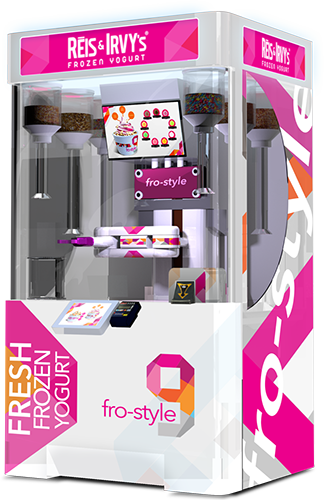 REIS & IRVY's®
FROZEN YOGURT
REIS & IRVY's®
FROZEN YOGURT
fro-style
FRESH
FROZEN
YOGURT
fro-style
fro-style